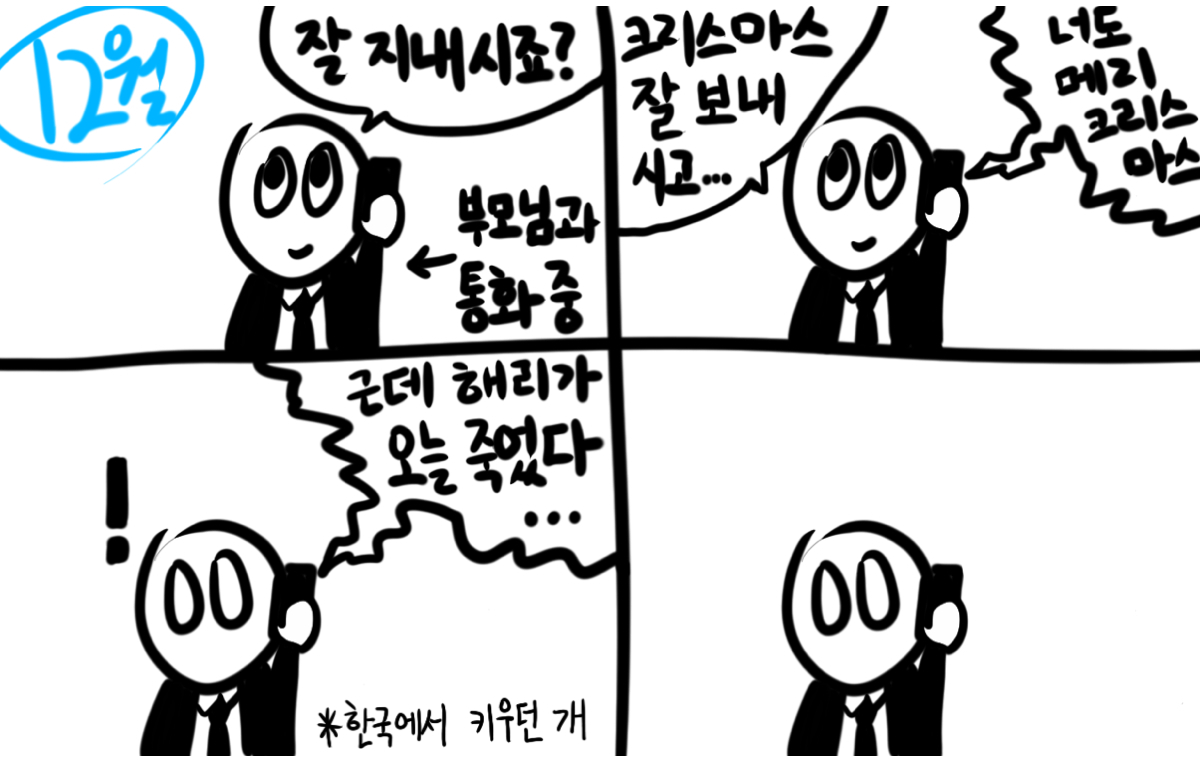 12월
잘 지내시죠?
부모님과
통화 중
크리스마스
잘 보내
시고...
너도
메리
크리스
마스
근데 해리가
오늘 죽었다
...
!
*한국에서 키우던 개